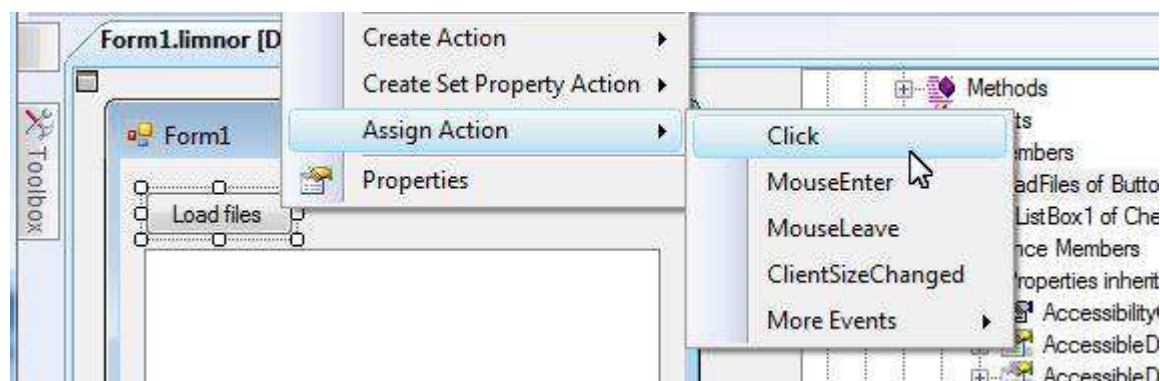 Form1.limnor [D
Create Action
Create Set Property Action
Assign Action
Properties
Toolbox
Form1
Load files
Click
MouseEnter
MouseLeave
ClientSizeChanged
More Events
Methods
ts
mbers
adFiles of Butto
ListBox1 of Che
nce Members
roperties inherit
Accessibility
AccessibleD
AccessibleD